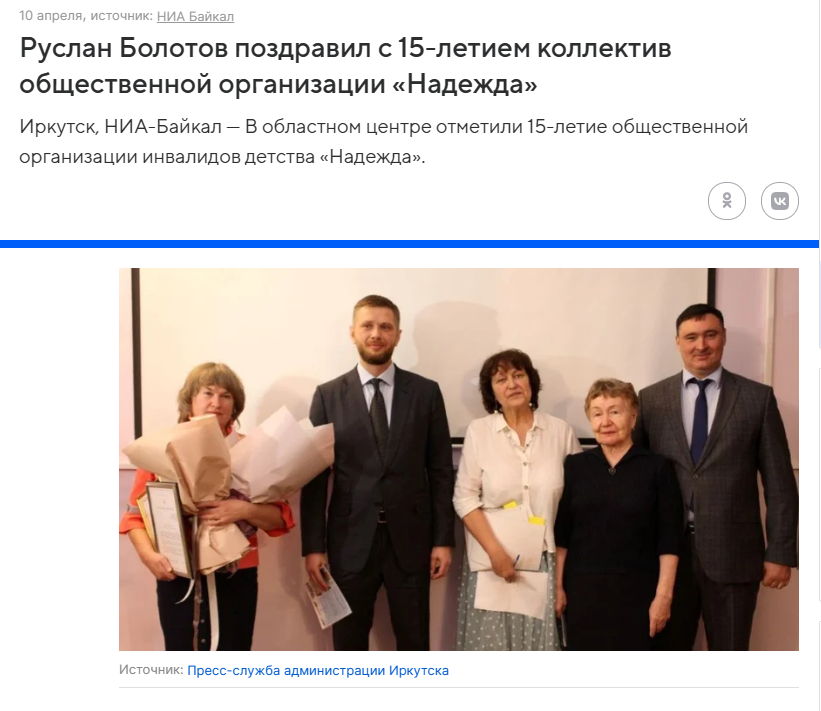 10 апреля, источник: НИА Байкал
Руслан Болотов поздравил с 15-летием коллектив
общественной организации «Надежда»
Иркутск, НИА-Байкал — В областном центре отметили 15-летие общественной
организации инвалидов детства «Надежда».
Источник: Пресс-служба администрации Иркутска